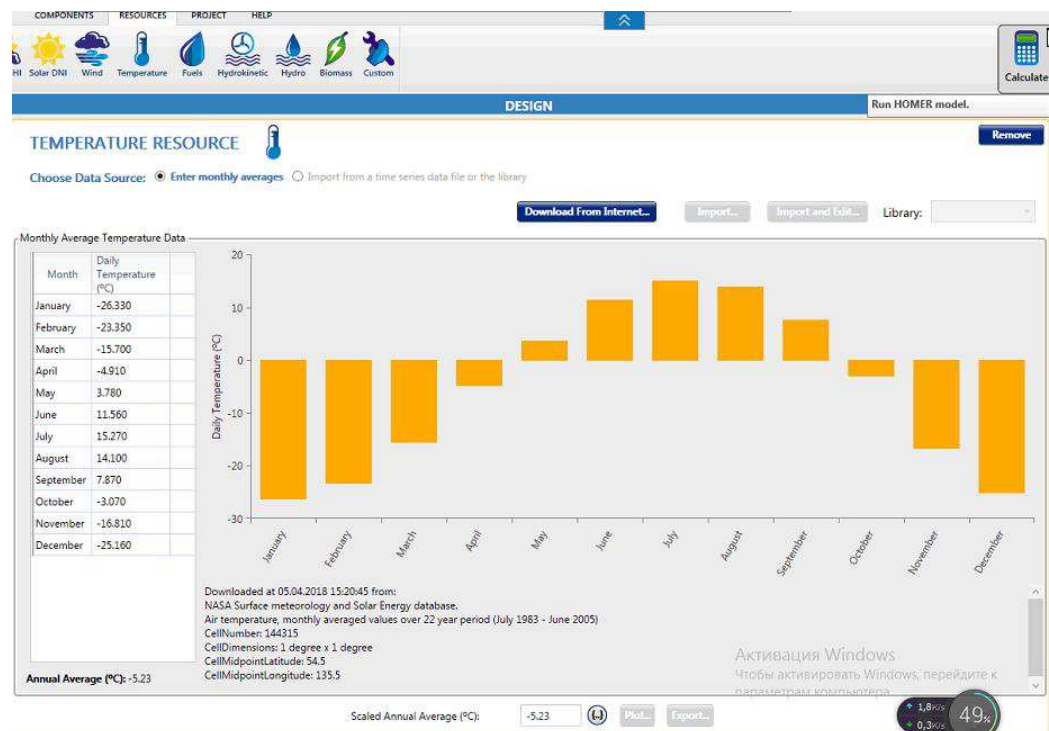 COMPONENTS RESOURCES PROJECT HELP
HI Solar DNI Wind Temperature Fuels Hydrokinetic Hydro Biomass Custom
Calculate
DESIGN
Run HOMER model.
TEMPERATURE RESOURCE
Remove
Choose Data Source: Enter monthly averages Import from a time series data file or the library
Download From Internet... Import... Import and Edit... Library:
Monthly Average Temperature Data
Month Daily Temperature (ºC)
January -26.330
February -23.350
March -15.700
April -4.910
May 3.780
June 11.560
July 15.270
August 14.100
September 7.870
October -3.070
November -16.810
December -25.160
Annual Average (ºC): -5.23
Daily Temperature (ºC)
20
10
0
-10
-20
-30
January February March April May June July August September October November December
Downloaded at 05.04.2018 15:20:45 from:
NASA Surface meteorology and Solar Energy database.
Air temperature, monthly averaged values over 22 year period (July 1983 - June 2005)
CellNumber: 144315
CellDimensions: 1 degree x 1 degree
CellMidpointLatitude: 54.5
CellMidpointLongitude: 135.5
Активация Windows
Чтобы активировать Windows, перейдите к
параметрам компьютера
Scaled Annual Average (ºC): -5.23 {..} Plot... Export...
1,8K/s
0,3K/s
49%